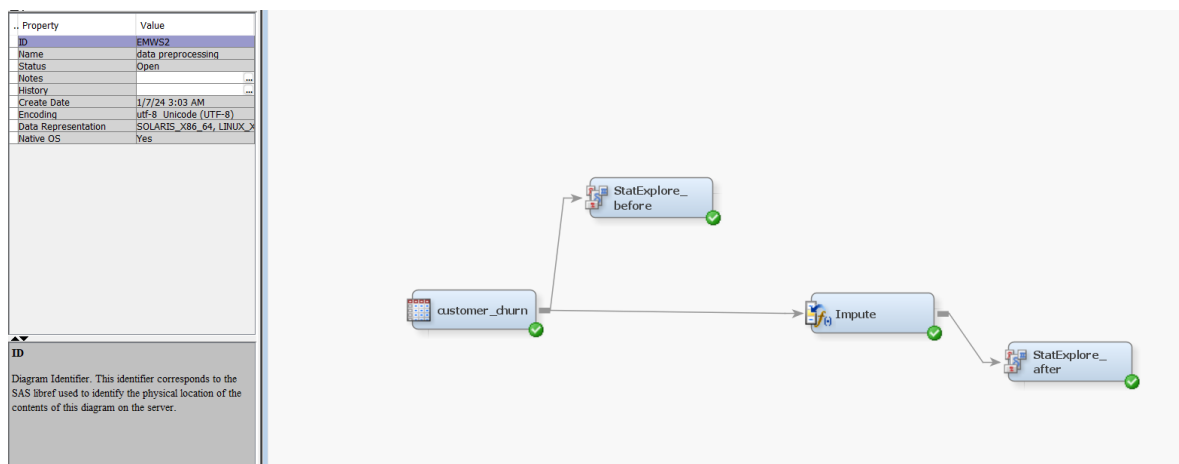 .. Property Value
ID EMWS2
Name data preprocessing
Status Open
Notes ...
History ...
Create Date 1/7/24 3:03 AM
Encoding utf-8 Unicode (UTF-8)
Data Representation SOLARIS_X86_64, LINUX_X
Native OS Yes
StatExplore_
before
customer_churn
Impute
StatExplore_
after
ID
Diagram Identifier. This identifier corresponds to the
SAS libref used to identify the physical location of the
contents of this diagram on the server.